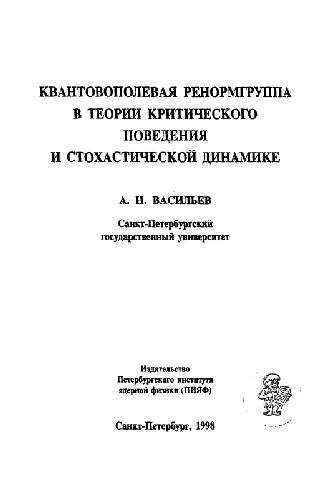 КВАНТОВОПОЛЕВАЯ РЕНОРМГРУППА
В ТЕОРИИ КРИТИЧЕСКОГО
ПОВЕДЕНИЯ
И СТОХАСТИЧЕСКОЙ ДИНАМИКЕ
А. Н. ВАСИЛЬЕВ
Санкт-Петербургский
государственный университет
Издательство
Петербургского института
ядерной физики (ПИЯФ)
Санкт-Петербург, 1998